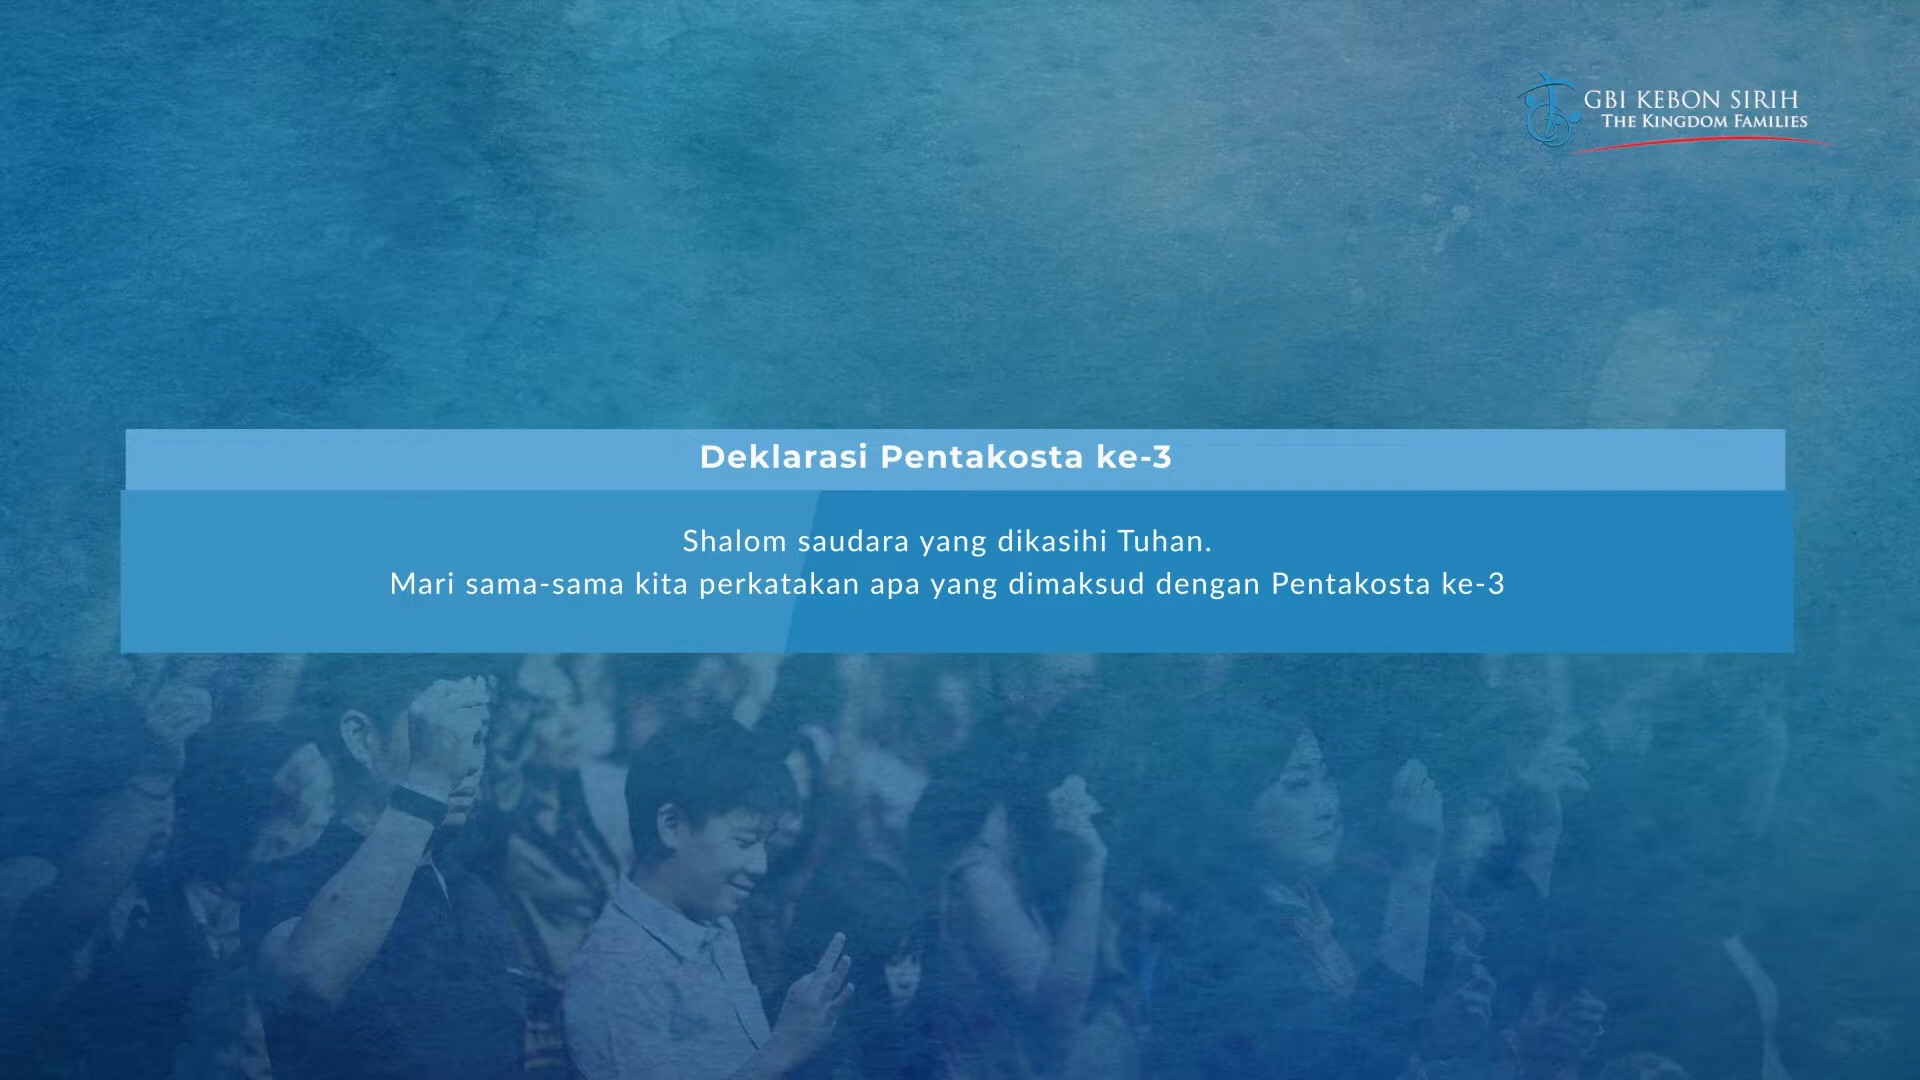 GBI KEBON SIRIH
THE KINGDOM FAMILIES
Deklarasi Pentakosta ke-3
Shalom saudara yang dikasihi Tuhan.
Mari sama-sama kita perkatakan apa yang dimaksud dengan Pentakosta ke-3